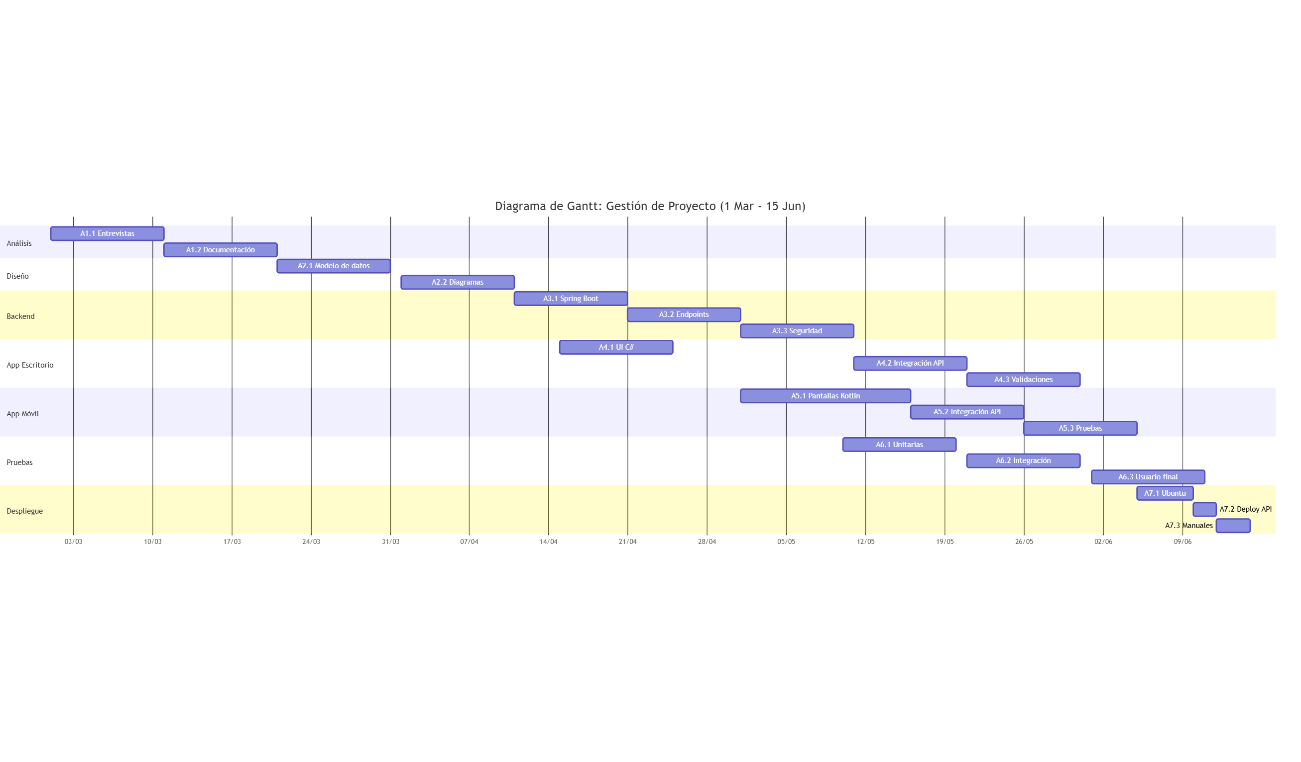 Diagrama de Gantt: Gestión de Proyecto (1 Mar - 15 Jun)
A1.1 Entrevistas
Análisis
A1.2 Documentación
A2.1 Modelo de datos
Diseño
A2.2 Diagramas
A3.1 Spring Boot
Backend
A3.2 Endpoints
A3.3 Seguridad
A4.1 UI C#
App Escritorio
A4.2 Integración API
A4.3 Validaciones
A5.1 Pantallas Kotlin
App Móvil
A5.2 Integración API
A5.3 Pruebas
A6.1 Unitarias
Pruebas
A6.2 Integración
A6.3 Usuario final
A7.1 Ubuntu
Despliegue
A7.2 Deploy API
A7.3 Manuales
03/03 10/03 17/03 24/03 31/03 07/04 14/04 21/04 28/04 05/05 12/05 19/05 26/05 02/06 09/06